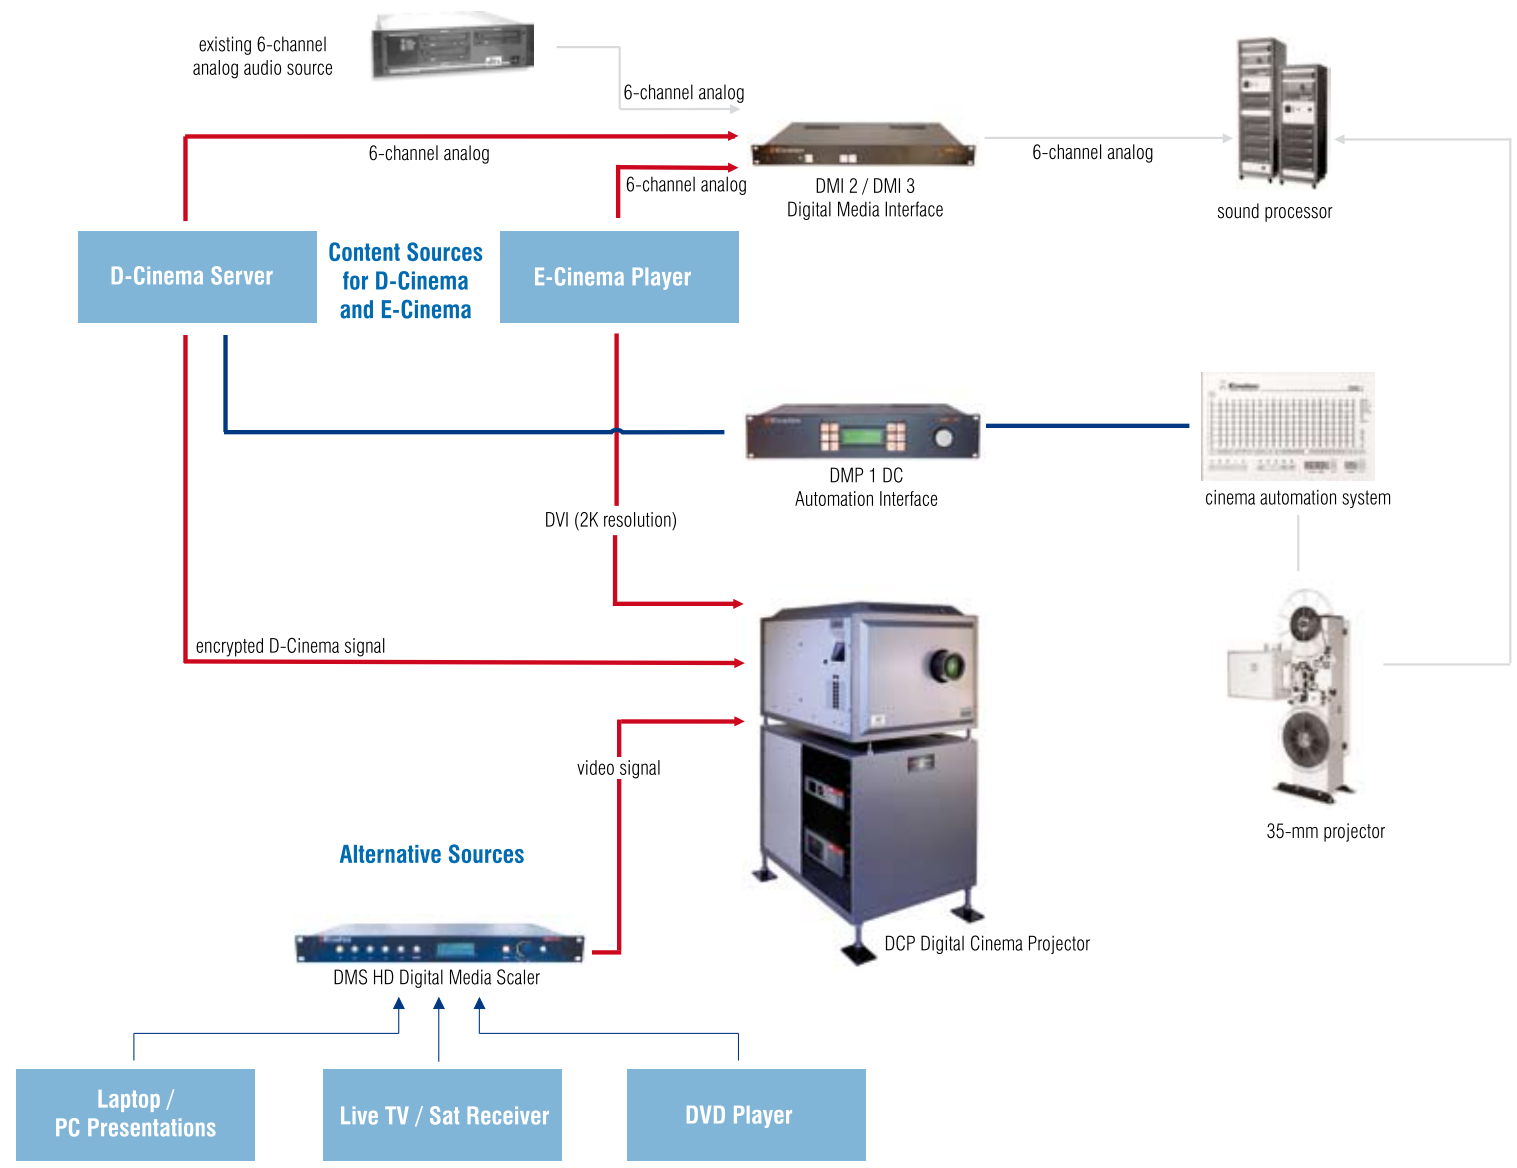 existing 6-channel
analog audio source
6-channel analog
6-channel analog
6-channel analog
6-channel analog
DMI 2 / DMI 3
Digital Media Interface
sound processor
D-Cinema Server
Content Sources
for D-Cinema
and E-Cinema
E-Cinema Player
DMP 1 DC
Automation Interface
cinema automation system
DVI (2K resolution)
encrypted D-Cinema signal
video signal
35-mm projector
Alternative Sources
DCP Digital Cinema Projector
DMS HD Digital Media Scaler
Laptop /
PC Presentations
Live TV / Sat Receiver
DVD Player